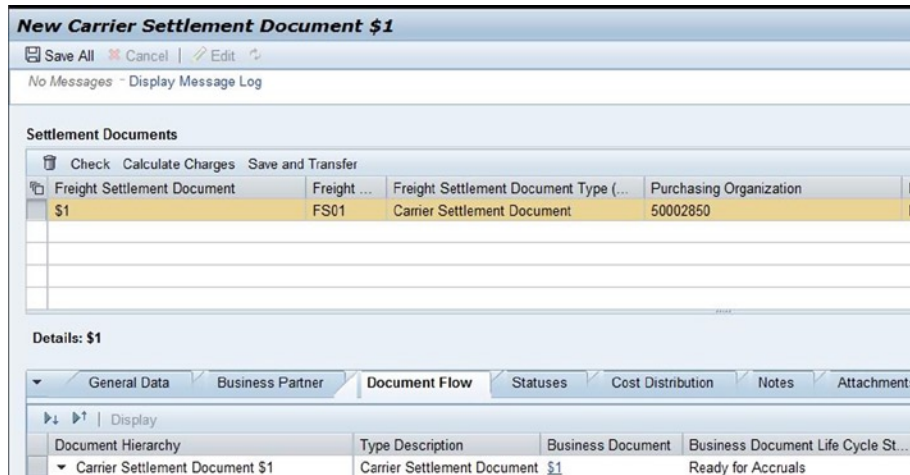 New Carrier Settlement Document $1
Save All Cancel | Edit
No Messages - Display Message Log
Settlement Documents
Check Calculate Charges Save and Transfer
Freight Settlement Document Freight ... Freight Settlement Document Type (... Purchasing Organization
$1 FS01 Carrier Settlement Document 50002850
Details: $1
General Data Business Partner Document Flow Statuses Cost Distribution Notes Attachment
Display
Document Hierarchy Type Description Business Document Business Document Life Cycle St...
Carrier Settlement Document $1 Carrier Settlement Document $1 Ready for Accruals